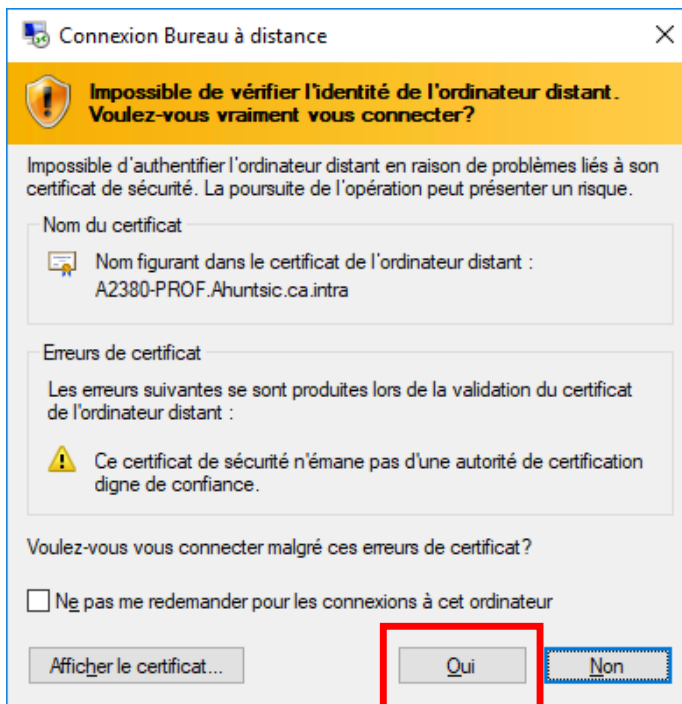 Connexion Bureau à distance
Impossible de vérifier l'identité de l'ordinateur distant.
Voulez-vous vraiment vous connecter?
Impossible d'authentifier l'ordinateur distant en raison de problèmes liés à son
certificat de sécurité. La poursuite de l'opération peut présenter un risque.
Nom du certificat
Nom figurant dans le certificat de l'ordinateur distant :
A2380-PROF.Ahuntsic.ca.intra
Erreurs de certificat
Les erreurs suivantes se sont produites lors de la validation du certificat
de l'ordinateur distant :
Ce certificat de sécurité n'émane pas d'une autorité de certification
digne de confiance.
Voulez-vous vous connecter malgré ces erreurs de certificat?
Ne pas me redemander pour les connexions à cet ordinateur
Afficher le certificat... Oui Non